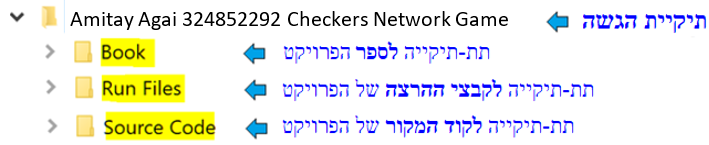 Amitay Agai 324852292 Checkers Network Game תיקיית הגשה
Book תת-תיקייה לספר הפרויקט
Run Files תת-תיקייה לקבצי ההרצה של הפרויקט
Source Code תת-תיקייה לקוד המקור של הפרויקט